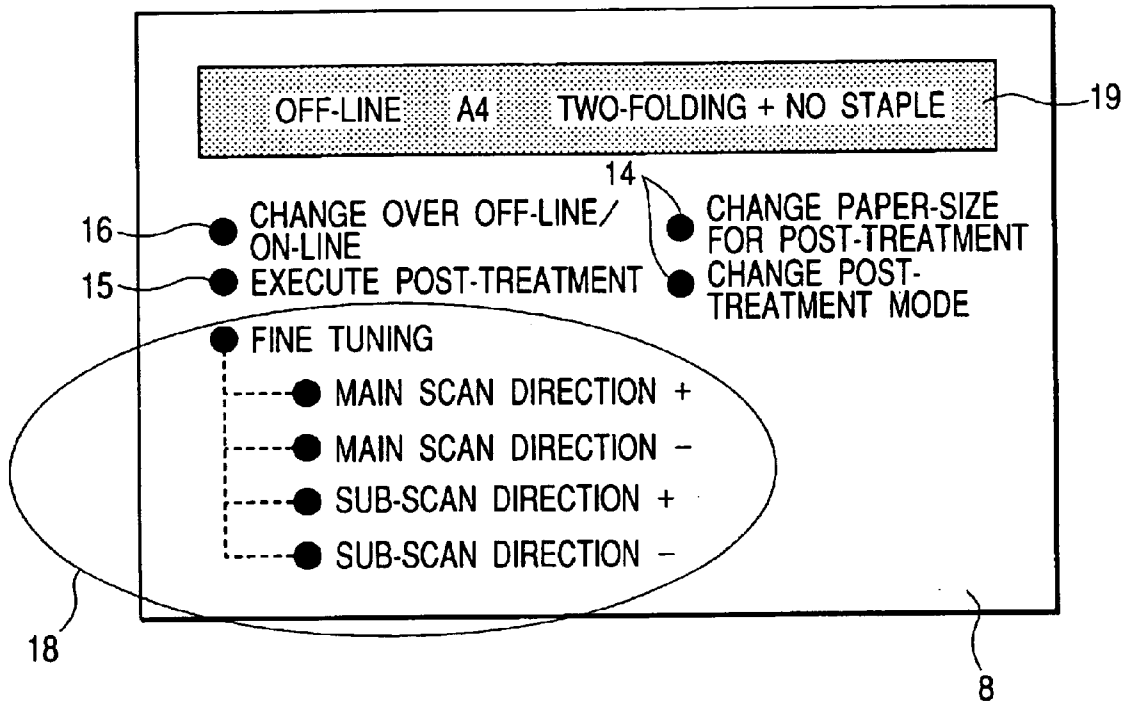 OFF-LINE A4 TWO-FOLDING + NO STAPLE
19
14
16
CHANGE OVER OFF-LINE/
ON-LINE
CHANGE PAPER-SIZE
FOR POST-TREATMENT
15
EXECUTE POST-TREATMENT
CHANGE POST-
TREATMENT MODE
FINE TUNING
MAIN SCAN DIRECTION +
MAIN SCAN DIRECTION −
SUB-SCAN DIRECTION +
SUB-SCAN DIRECTION −
18
8